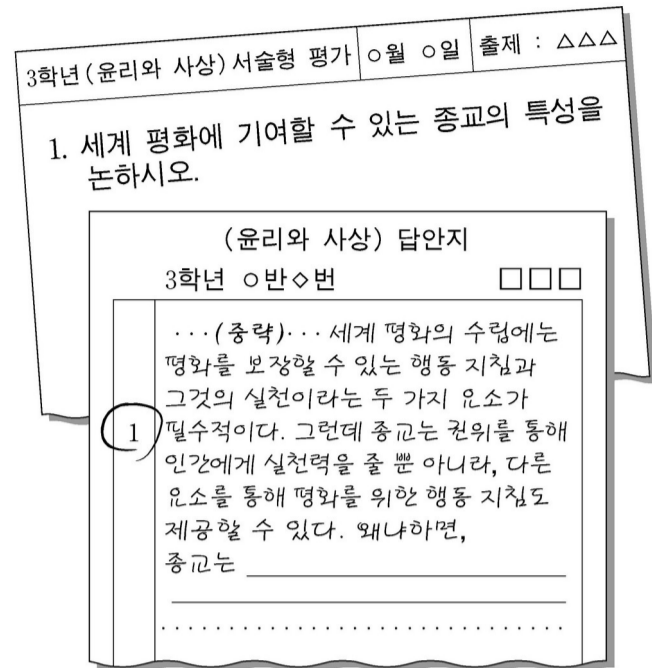 3학년(윤리와 사상) 서술형 평가 ○월 ○일 출제 : △△△
1. 세계 평화에 기여할 수 있는 종교의 특성을
논하시오.
(윤리와 사상) 답안지
3학년 ○반◇번 □□□
···(중략)··· 세계 평화의 수립에는
평화를 보장할 수 있는 행동 지침과
그것의 실천이라는 두 가지 요소가
1 필수적이다. 그런데 종교는 권위를 통해
인간에게 실천력을 줄 뿐 아니라, 다른
요소를 통해 평화를 위한 행동 지침도
제공할 수 있다. 왜냐하면,
종교는